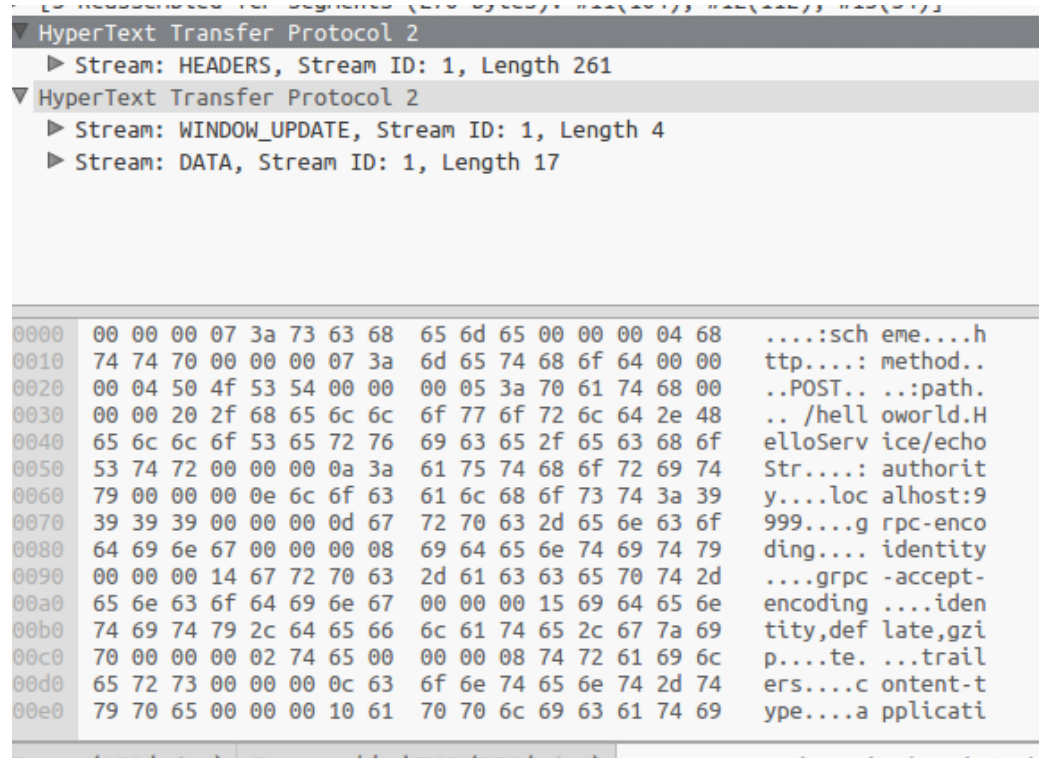 HyperText Transfer Protocol 2
Stream: HEADERS, Stream ID: 1, Length 261
HyperText Transfer Protocol 2
Stream: WINDOW_UPDATE, Stream ID: 1, Length 4
Stream: DATA, Stream ID: 1, Length 17
0000 00 00 00 07 3a 73 63 68 65 6d 65 00 00 00 04 68 ....:sch eme....h
0010 74 74 70 00 00 00 07 3a 6d 65 74 68 6f 64 00 00 ttp....: method..
0020 00 04 50 4f 53 54 00 00 00 05 3a 70 61 74 68 00 ..POST.. ..:path.
0030 00 00 20 2f 68 65 6c 6c 6f 77 6f 72 6c 64 2e 48 .. /hell oworld.H
0040 65 6c 6c 6f 53 65 72 76 69 63 65 2f 65 63 68 6f elloServ ice/echo
0050 53 74 72 00 00 00 0a 3a 61 75 74 68 6f 72 69 74 Str....: authorit
0060 79 00 00 00 0e 6c 6f 63 61 6c 68 6f 73 74 3a 39 y....loc alhost:9
0070 39 39 39 00 00 00 0d 67 72 70 63 2d 65 6e 63 6f 999....g rpc-enco
0080 64 69 6e 67 00 00 00 08 69 64 65 6e 74 69 74 79 ding.... identity
0090 00 00 00 14 67 72 70 63 2d 61 63 63 65 70 74 2d ....grpc -accept-
00a0 65 6e 63 6f 64 69 6e 67 00 00 00 15 69 64 65 6e encoding ....iden
00b0 74 69 74 79 2c 64 65 66 6c 61 74 65 2c 67 7a 69 tity,def late,gzi
00c0 70 00 00 00 02 74 65 00 00 00 08 74 72 61 69 6c p....te. ...trail
00d0 65 72 73 00 00 00 0c 63 6f 6e 74 65 6e 74 2d 74 ers....c ontent-t
00e0 79 70 65 00 00 00 10 61 70 70 6c 69 63 61 74 69 ype....a pplicati